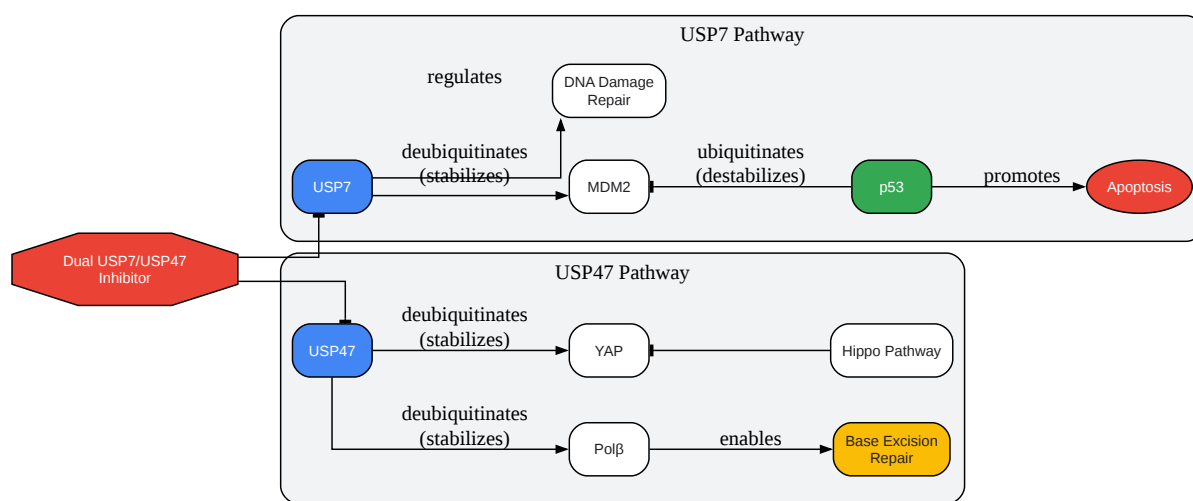 USP7 Pathway
regulates
DNA Damage
Repair
deubiquitinates
(stabilizes)
ubiquitinates
(destabilizes)
USP7
MDM2
p53
promotes
Apoptosis
Dual USP7/USP47
Inhibitor
USP47 Pathway
deubiquitinates
(stabilizes)
USP47
YAP
Hippo Pathway
deubiquitinates
(stabilizes)
Polβ
enables
Base Excision
Repair